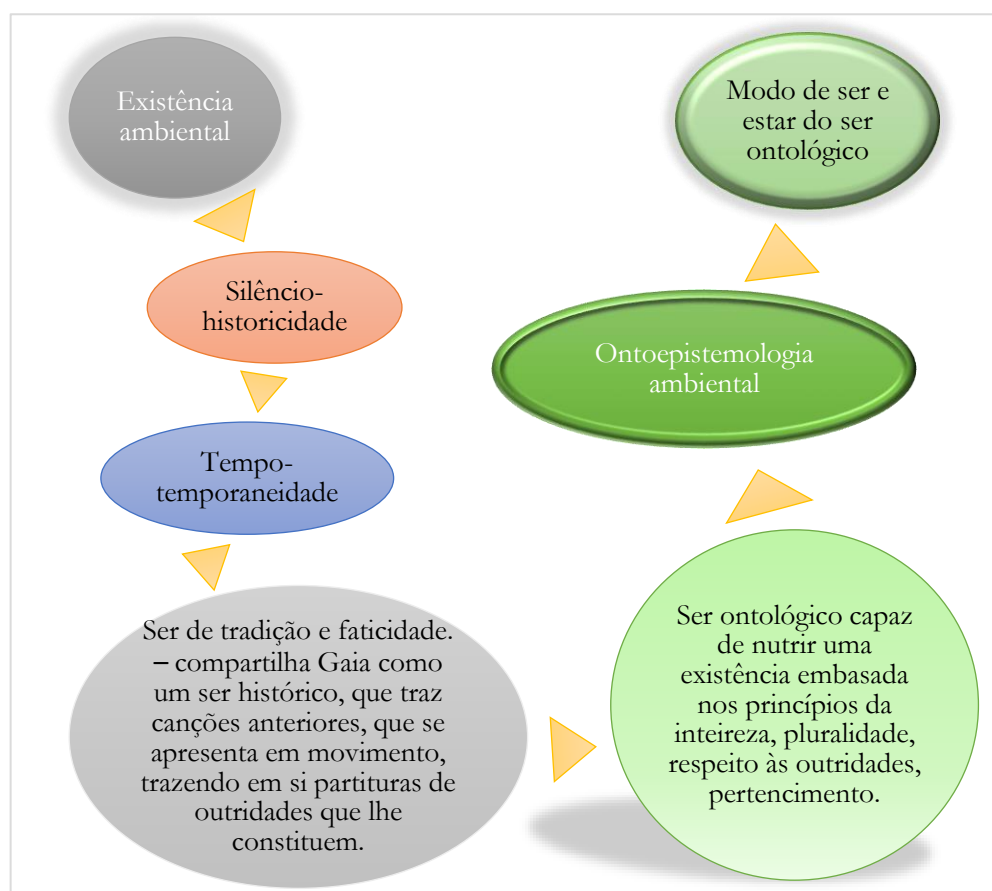 Existência
ambiental
Silêncio-
historicidade
Tempo-
temporaneidade
Ser de tradição e faticidade.
– compartilha Gaia como
um ser histórico, que traz
canções anteriores, que se
apresenta em movimento,
trazendo em si partituras de
outridades que lhe
constituem.
Ser ontológico capaz
de nutrir uma
existência embasada
nos princípios da
inteireza, pluralidade,
respeito às outridades,
pertencimento.
Ontoepistemologia
ambiental
Modo de ser e
estar do ser
ontológico